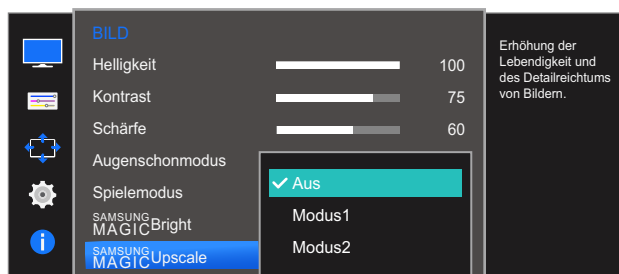 BILD
Helligkeit 100
Kontrast 75
Schärfe 60
Augenschonmodus
Spielemodus
SAMSUNG
MAGICBright
SAMSUNG
MAGICUpscale
Aus
Modus1
Modus2
Erhöhung der
Lebendigkeit und
des Detailreichtums
von Bildern.